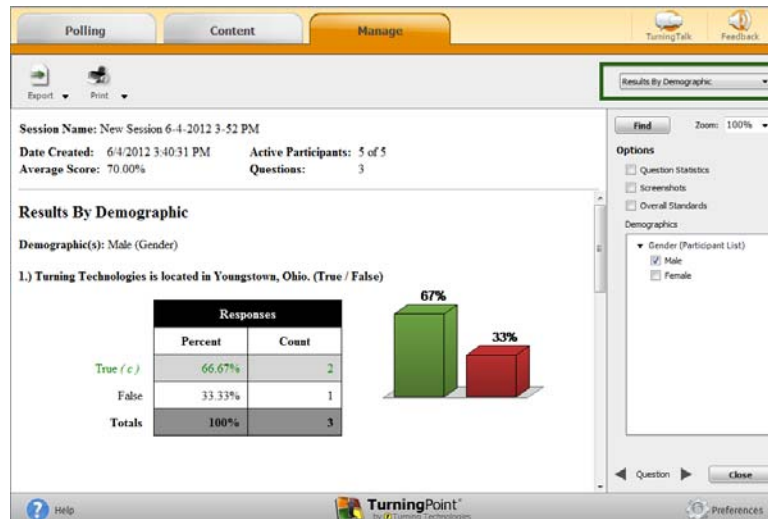 Polling
Content
Manage
TurningTalk
Feedback
Export
Print
Results By Demographic
Session Name: New Session 6-4-2012 3-52 PM
Date Created: 6/4/2012 3:40:31 PM Active Participants: 5 of 5
Average Score: 70.00% Questions: 3
Results By Demographic
Demographic(s): Male (Gender)
1.) Turning Technologies is located in Youngstown, Ohio. (True / False)
Responses
Percent Count
True ( c ) 66.67% 2
False 33.33% 1
Totals 100% 3
67%
33%
Find Zoom: 100%
Options
Question Statistics
Screenshots
Overall Standards
Demographics
Gender (Participant List)
Male
Female
Question
Close
Help
TurningPoint
by Turning Technologies
Preferences